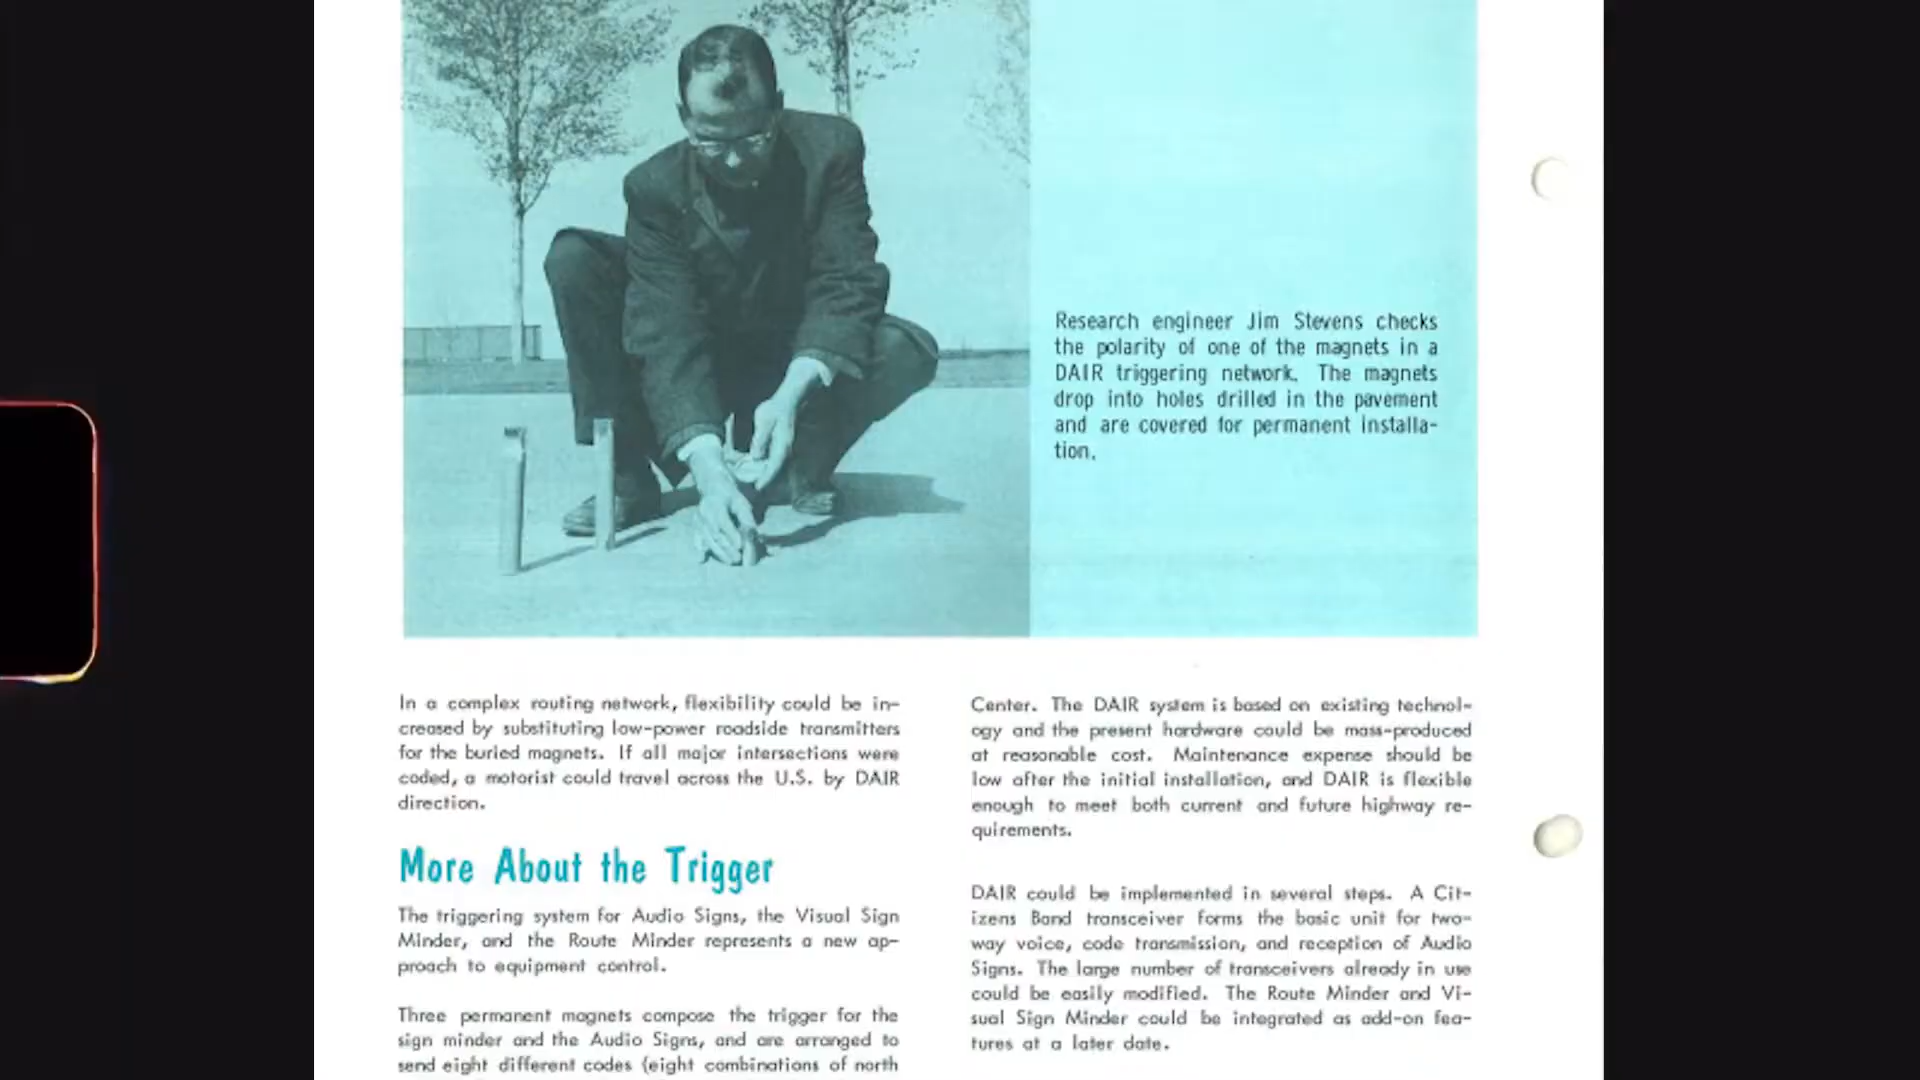 Research engineer Jim Stevens checks
the polarity of one of the magnets in a
DAIR triggering network. The magnets
drop into holes drilled in the pavement
and are covered for permanent installa-
tion.
In a complex routing network, flexibility could be in-
creased by substituting low-power roadside transmitters
for the buried magnets. If all major intersections were
coded, a motorist could travel across the U.S. by DAIR
direction.
More About the Trigger
The triggering system for Audio Signs, the Visual Sign
Minder, and the Route Minder represents a new ap-
proach to equipment control.
Three permanent magnets compose the trigger for the
sign minder and the Audio Signs, and are arranged to
send eight different codes (eight combinations of north
Center. The DAIR system is based on existing technol-
ogy and the present hardware could be mass-produced
at reasonable cost. Maintenance expense should be
low after the initial installation, and DAIR is flexible
enough to meet both current and future highway re-
quirements.
DAIR could be implemented in several steps. A Cit-
izens Band transceiver forms the basic unit for two-
way voice, code transmission, and reception of Audio
Signs. The large number of transceivers already in use
could be easily modified. The Route Minder and Vi-
sual Sign Minder could be integrated as add-on fea-
tures at a later date.